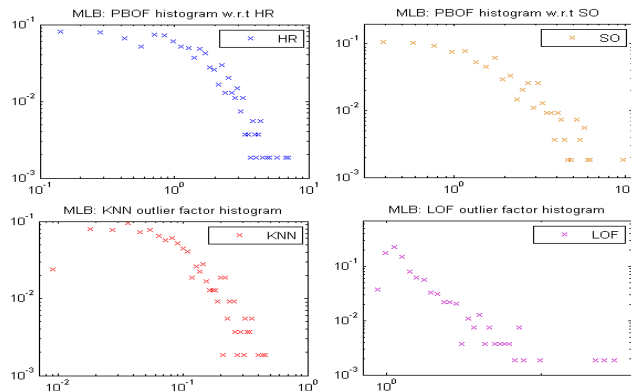 MLB: PBOF histogram w.r.t HR
10^-1
10^-2
10^-3
10^-1
10^0
10^1
HR
MLB: PBOF histogram w.r.t SO
10^-1
10^-2
10^-3
10^0
SO
MLB: KNN outlier factor histogram
10^-1
10^-2
10^-3
10^-2
10^-1
10^0
KNN
MLB: LOF outlier factor histogram
10^-1
10^-2
10^-3
10^0
LOF